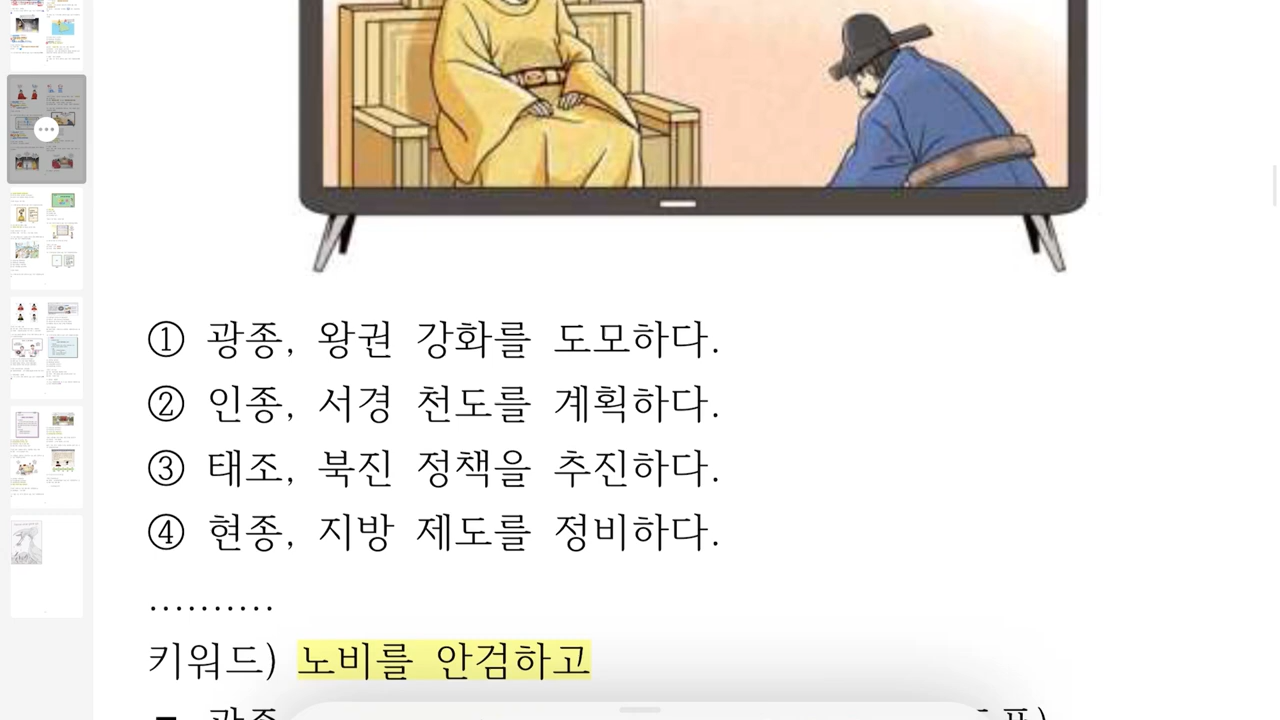 ① 광종, 왕권 강화를 도모하다.
② 인종, 서경 천도를 계획하다.
③ 태조, 북진 정책을 추진하다.
④ 현종, 지방 제도를 정비하다.
..........
키워드) 노비를 안검하고